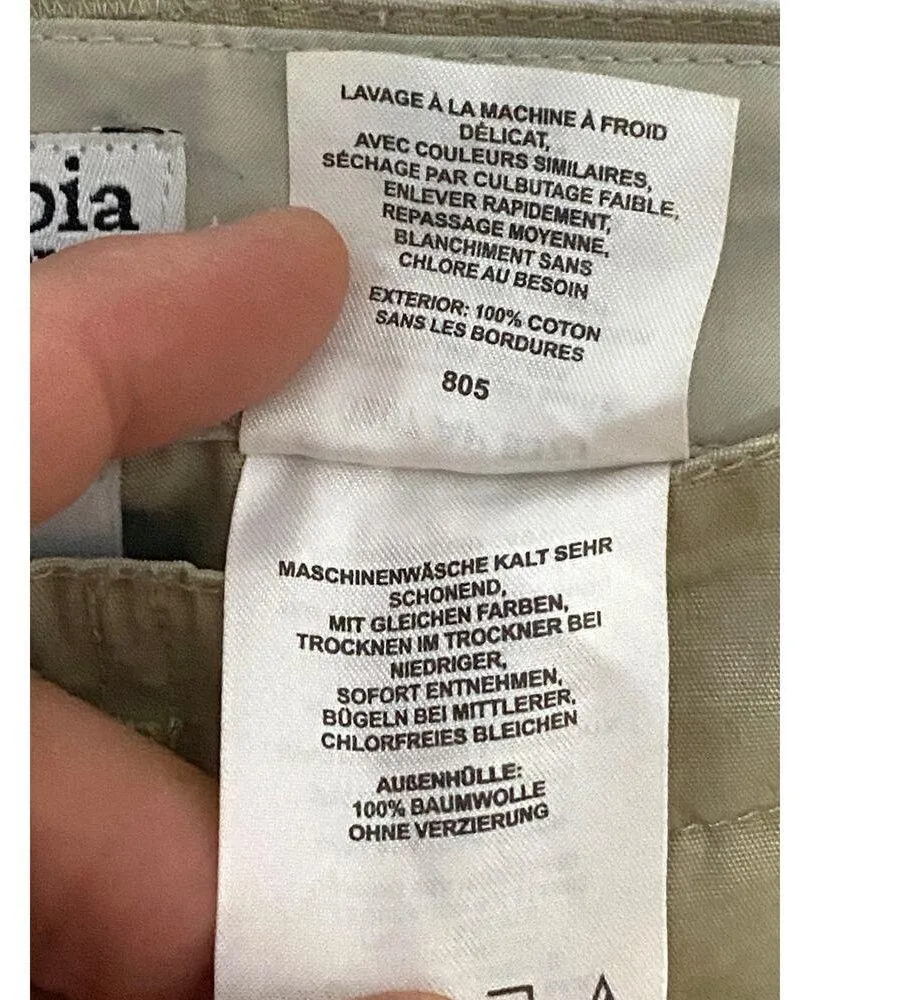 bia
LAVAGE À LA MACHINE À FROID
DÉLICAT,
AVEC COULEURS SIMILAIRES,
SÉCHAGE PAR CULBUTAGE FAIBLE,
ENLEVER RAPIDEMENT,
REPASSAGE MOYENNE,
BLANCHIMENT SANS
CHLORE AU BESOIN
EXTERIOR: 100% COTON
SANS LES BORDURES
805
MASCHINENWÄSCHE KALT SEHR
SCHONEND,
MIT GLEICHEN FARBEN,
TROCKNEN IM TROCKNER BEI
NIEDRIGER,
SOFORT ENTNEHMEN,
BÜGELN BEI MITTLERER,
CHLORFREIES BLEICHEN
AUßENHÜLLE:
100% BAUMWOLLE
OHNE VERZIERUNG